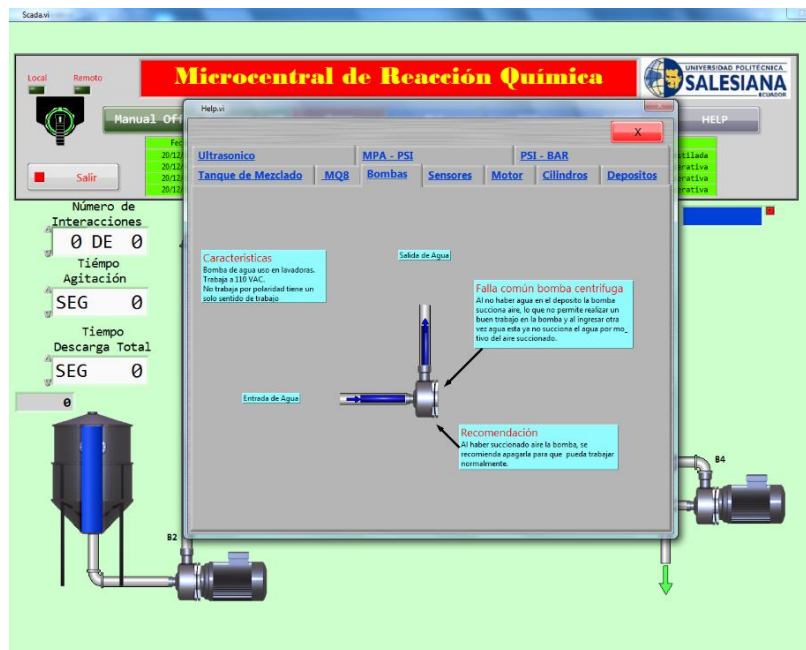 Scada.vi
Local Remoto
Microcentral de Reacción Química
UNIVERSIDAD POLITÉCNICA
SALESIANA
ECUADOR
Manual
HELP
Help.vi
X
Ultrasonico MPA - PSI PSI - BAR
Tanque de Mezclado MQ8 Bombas Sensores Motor Cilindros Depositos
Salir
Número de
Interacciones
0 DE 0
Tiémpo
Agitación
SEG 0
Tiempo
Descarga Total
SEG 0
0
Características
Bomba de agua uso en lavadoras.
Trabaja a 110 VAC.
No trabaja por polaridad tiene un
solo sentido de trabajo
Salida de Agua
Falla común bomba centrifuga
Al no haber agua en el deposito la bomba
succiona aire, lo que no permite realizar un
buen trabajo en la bomba y al ingresar otra
vez agua esta ya no succiona el agua por mo_
tivo del aire succionado.
Entrada de Agua
Recomendación
Al haber succionado aire la bomba, se
recomienda apagarla para que pueda trabajar
normalmente.
B4
B2